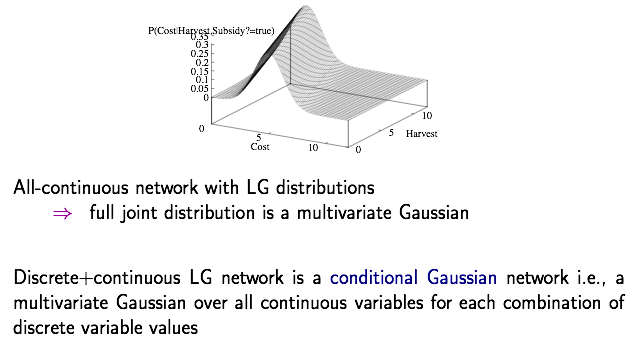 P(Cost|Harvest,Subsidy?=true)
0.35
0.3
0.25
0.2
0.15
0.1
0.05
0
0
5
Cost
10
0
5
Harvest
10
All-continuous network with LG distributions
⇒ full joint distribution is a multivariate Gaussian
Discrete+continuous LG network is a conditional Gaussian network i.e., a
multivariate Gaussian over all continuous variables for each combination of
discrete variable values